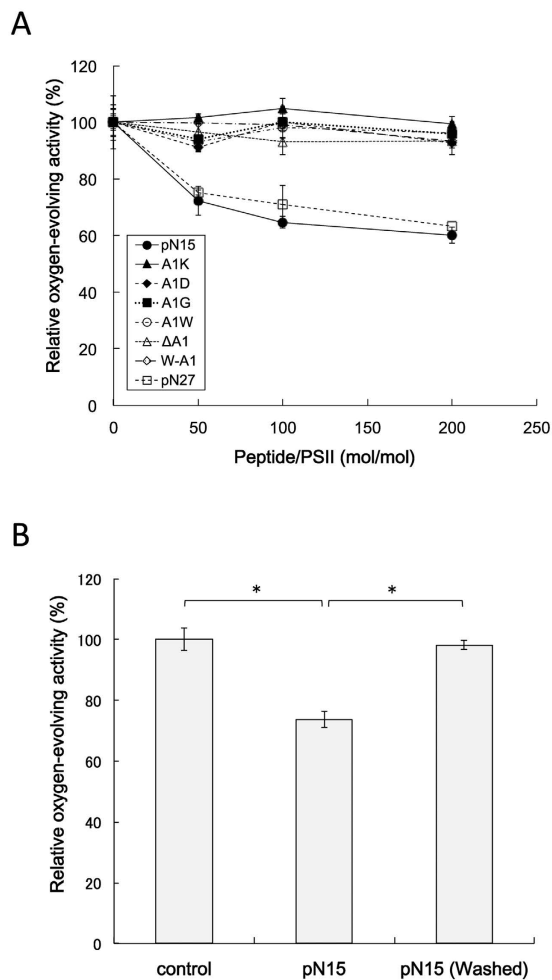 A
Relative oxygen-evolving activity (%)
120
100
80
60
40
20
0
pN15
A1K
A1D
A1G
A1W
ΔA1
W-A1
pN27
0
50
100
150
200
250
Peptide/PSII (mol/mol)
B
Relative oxygen-evolving activity (%)
120
100
80
60
40
20
0
*
*
control
pN15
pN15 (Washed)